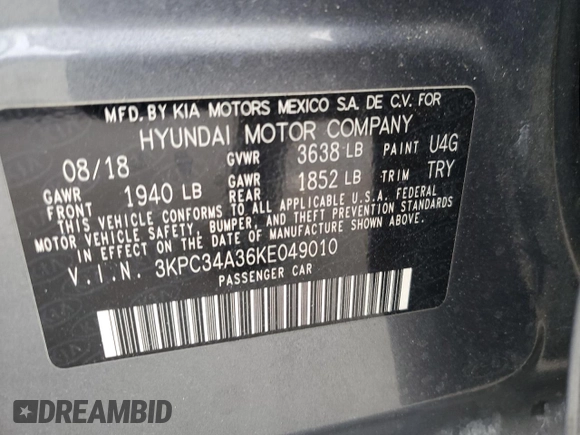 MFD. BY KIA MOTORS MEXICO S.A. DE C.V. FOR
HYUNDAI MOTOR COMPANY
08/18 GVWR 3638 LB PAINT U4G
GAWR FRONT 1940 LB GAWR REAR 1852 LB TRIM TRY
THIS VEHICLE CONFORMS TO ALL APPLICABLE U.S.A. FEDERAL
MOTOR VEHICLE SAFETY, BUMPER, AND THEFT PREVENTION STANDARDS
IN EFFECT ON THE DATE OF MANUFACTURE SHOWN ABOVE.
V.I.N. 3KPC34A36KE049010
PASSENGER CAR
DREAMBID